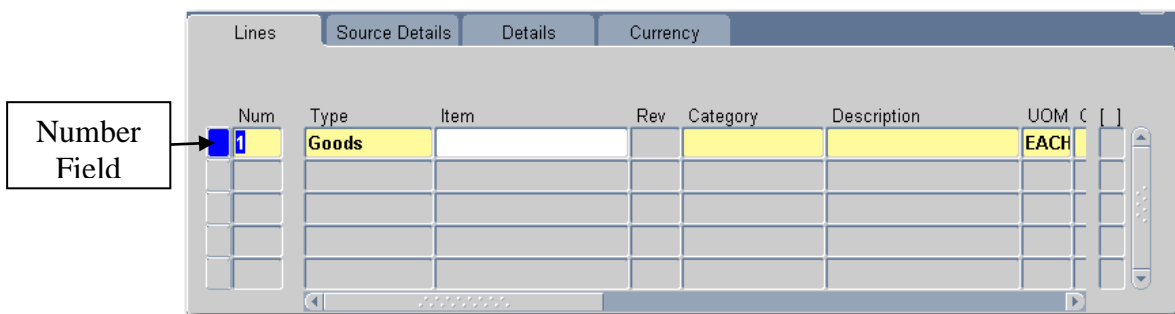 Lines Source Details Details Currency
Num Type Item Rev Category Description UOM C [ ]
Number
Field
1 Goods EACH